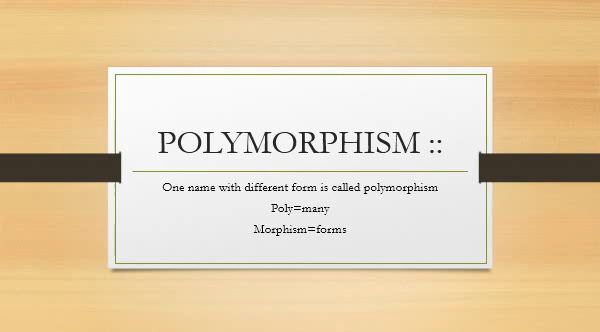 POLYMORPHISM ::
One name with different form is called polymorphism
Poly=many
Morphism=forms